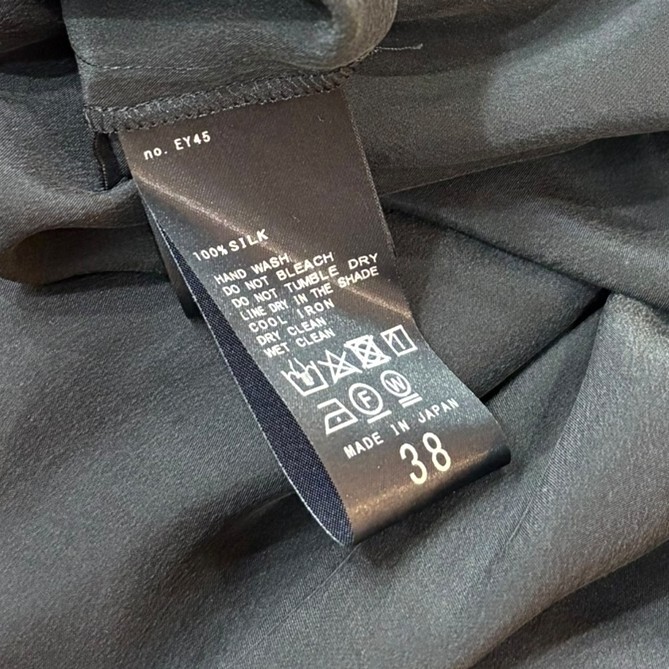 no. EY45
100% SILK
HAND WASH
DO NOT BLEACH
DO NOT TUMBLE DRY
LINE DRY IN THE SHADE
COOL IRON
DRY CLEAN
WET CLEAN
F W
MADE IN JAPAN
38